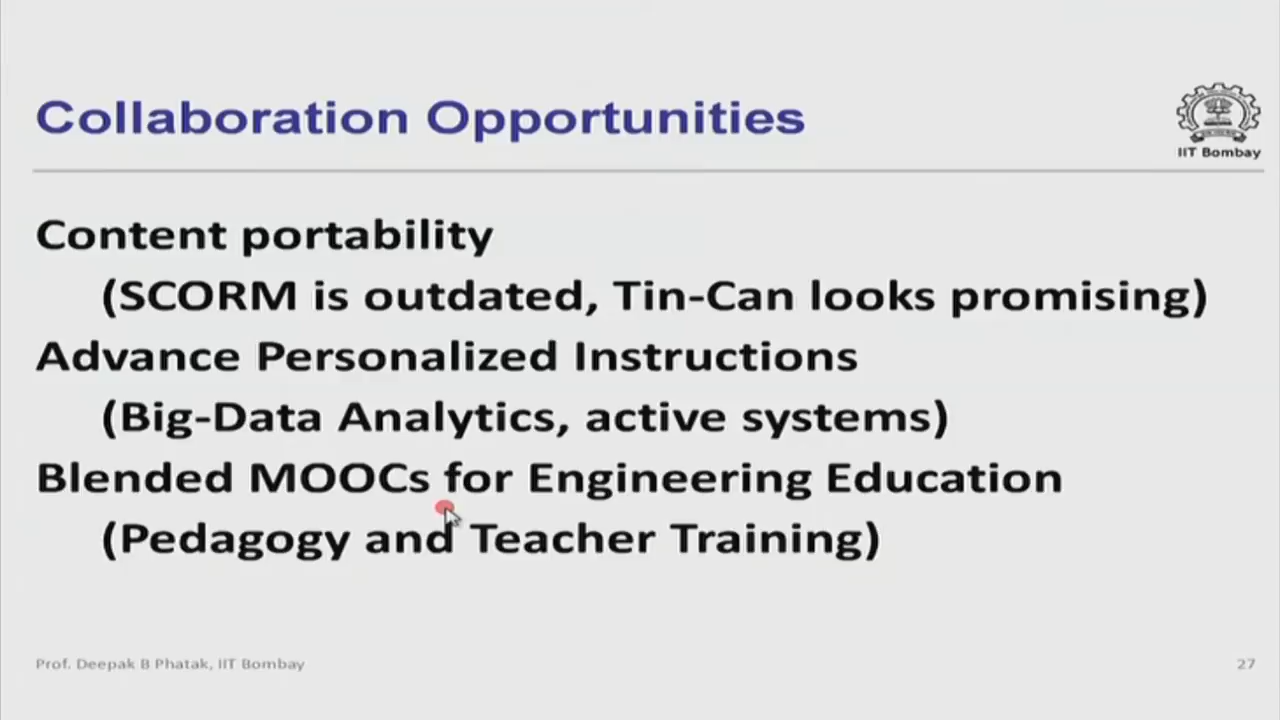 Collaboration Opportunities
IIT Bombay
Content portability
(SCORM is outdated, Tin-Can looks promising)
Advance Personalized Instructions
(Big-Data Analytics, active systems)
Blended MOOCs for Engineering Education
(Pedagogy and Teacher Training)
Prof. Deepak B Phatak, IIT Bombay
27